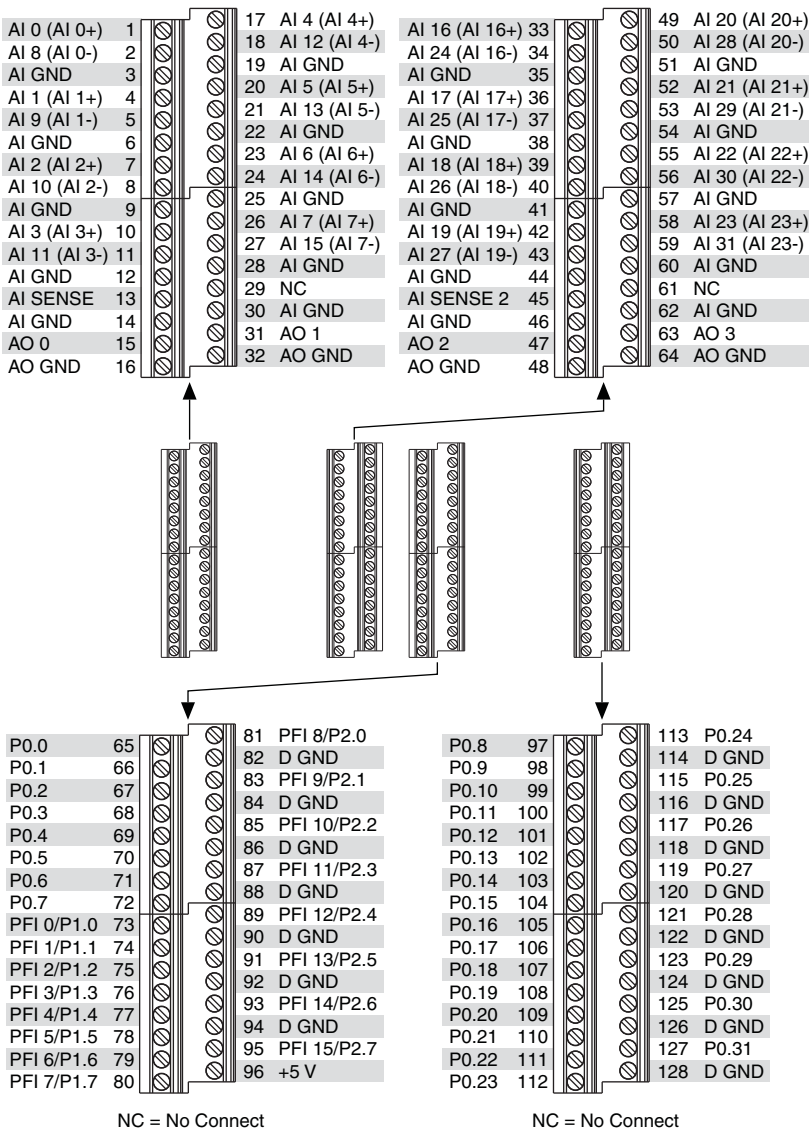 AI 0 (AI 0+) 1
AI 8 (AI 0-) 2
AI GND 3
AI 1 (AI 1+) 4
AI 9 (AI 1-) 5
AI GND 6
AI 2 (AI 2+) 7
AI 10 (AI 2-) 8
AI GND 9
AI 3 (AI 3+) 10
AI 11 (AI 3-) 11
AI GND 12
AI SENSE 13
AI GND 14
AO 0 15
AO GND 16
17 AI 4 (AI 4+)
18 AI 12 (AI 4-)
19 AI GND
20 AI 5 (AI 5+)
21 AI 13 (AI 5-)
22 AI GND
23 AI 6 (AI 6+)
24 AI 14 (AI 6-)
25 AI GND
26 AI 7 (AI 7+)
27 AI 15 (AI 7-)
28 AI GND
29 NC
30 AI GND
31 AO 1
32 AO GND
AI 16 (AI 16+) 33
AI 24 (AI 16-) 34
AI GND 35
AI 17 (AI 17+) 36
AI 25 (AI 17-) 37
AI GND 38
AI 18 (AI 18+) 39
AI 26 (AI 18-) 40
AI GND 41
AI 19 (AI 19+) 42
AI 27 (AI 19-) 43
AI GND 44
AI SENSE 2 45
AI GND 46
AO 2 47
AO GND 48
49 AI 20 (AI 20+)
50 AI 28 (AI 20-)
51 AI GND
52 AI 21 (AI 21+)
53 AI 29 (AI 21-)
54 AI GND
55 AI 22 (AI 22+)
56 AI 30 (AI 22-)
57 AI GND
58 AI 23 (AI 23+)
59 AI 31 (AI 23-)
60 AI GND
61 NC
62 AI GND
63 AO 3
64 AO GND
P0.0 65
P0.1 66
P0.2 67
P0.3 68
P0.4 69
P0.5 70
P0.6 71
P0.7 72
PFI 0/P1.0 73
PFI 1/P1.1 74
PFI 2/P1.2 75
PFI 3/P1.3 76
PFI 4/P1.4 77
PFI 5/P1.5 78
PFI 6/P1.6 79
PFI 7/P1.7 80
81 PFI 8/P2.0
82 D GND
83 PFI 9/P2.1
84 D GND
85 PFI 10/P2.2
86 D GND
87 PFI 11/P2.3
88 D GND
89 PFI 12/P2.4
90 D GND
91 PFI 13/P2.5
92 D GND
93 PFI 14/P2.6
94 D GND
95 PFI 15/P2.7
96 +5 V
NC = No Connect
P0.8 97
P0.9 98
P0.10 99
P0.11 100
P0.12 101
P0.13 102
P0.14 103
P0.15 104
P0.16 105
P0.17 106
P0.18 107
P0.19 108
P0.20 109
P0.21 110
P0.22 111
P0.23 112
113 P0.24
114 D GND
115 P0.25
116 D GND
117 P0.26
118 D GND
119 P0.27
120 D GND
121 P0.28
122 D GND
123 P0.29
124 D GND
125 P0.30
126 D GND
127 P0.31
128 D GND
NC = No Connect